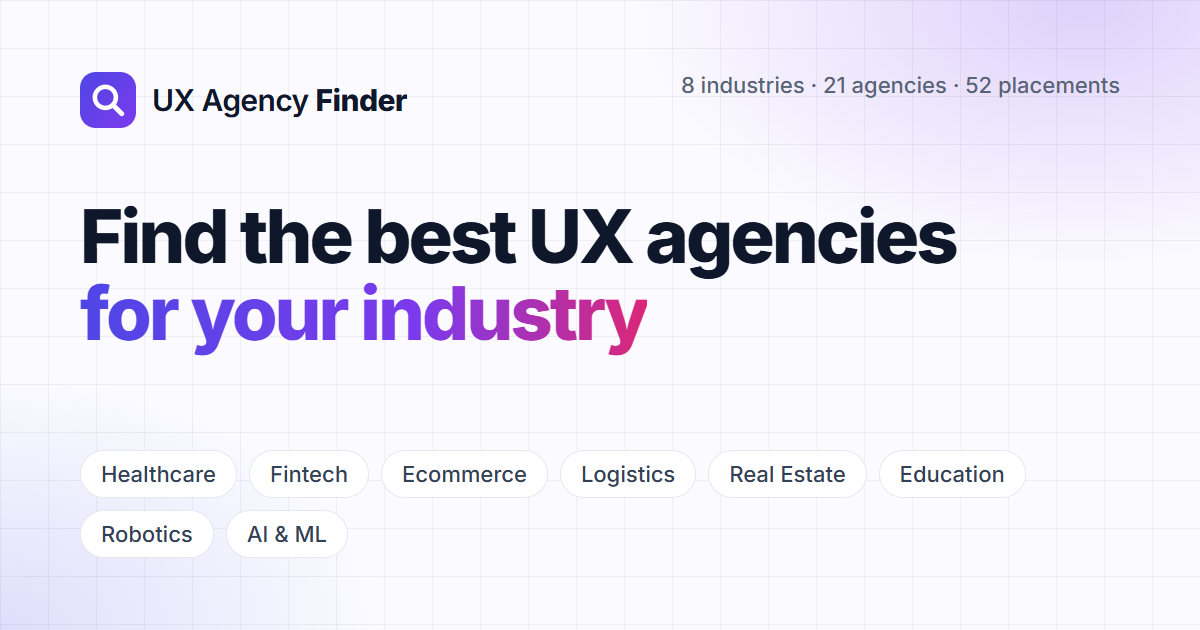 UX Agency Finder
8 industries · 21 agencies · 52 placements
Find the best UX agencies
for your industry
Healthcare
Fintech
Ecommerce
Logistics
Real Estate
Education
Robotics
AI & ML